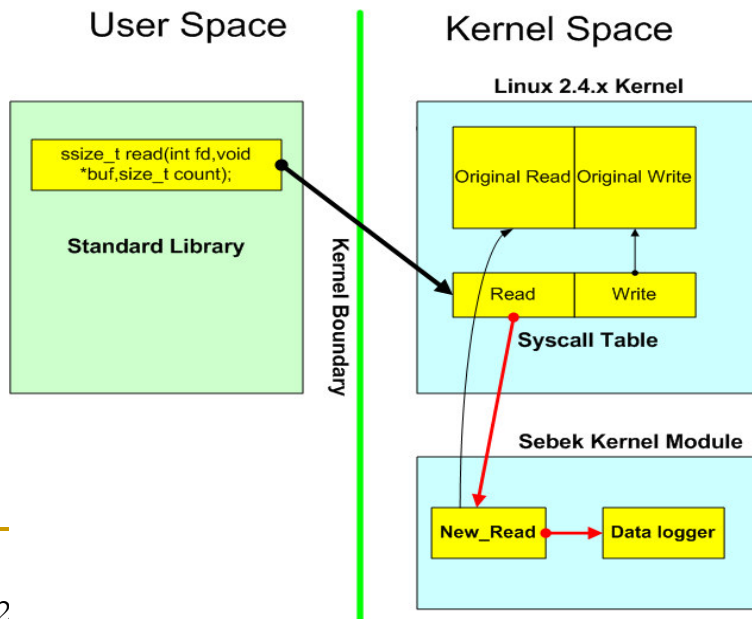 User Space
Kernel Space
Linux 2.4.x Kernel
ssize_t read(int fd,void
*buf,size_t count);
Standard Library
Kernel Boundary
Original Read
Original Write
Read
Write
Syscall Table
Sebek Kernel Module
New_Read
Data logger
2